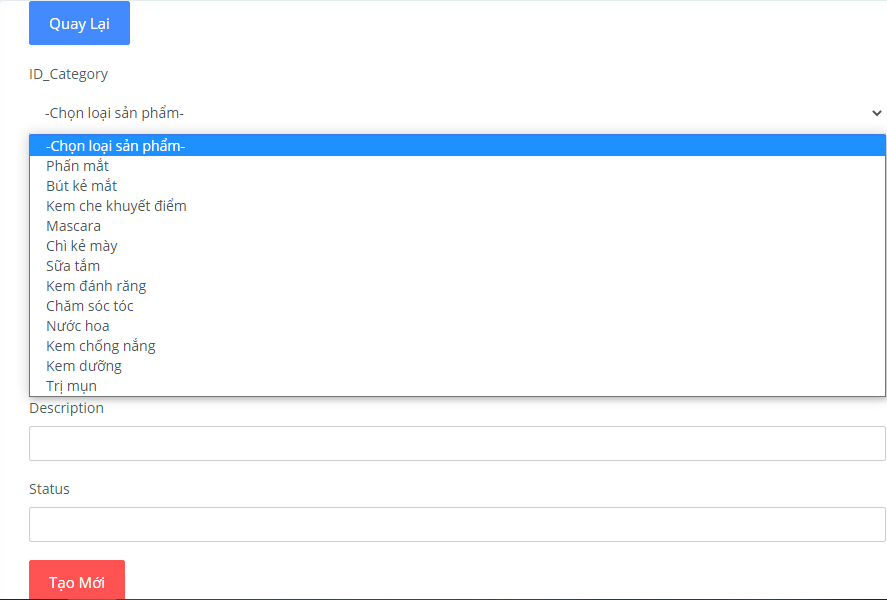 Quay Lại
ID_Category
-Chọn loại sản phẩm-
-Chọn loại sản phẩm-
Phấn mắt
Bút kẻ mắt
Kem che khuyết điểm
Mascara
Chì kẻ mày
Sữa tắm
Kem đánh răng
Chăm sóc tóc
Nước hoa
Kem chống nắng
Kem dưỡng
Trị mụn
Description
Status
Tạo Mới